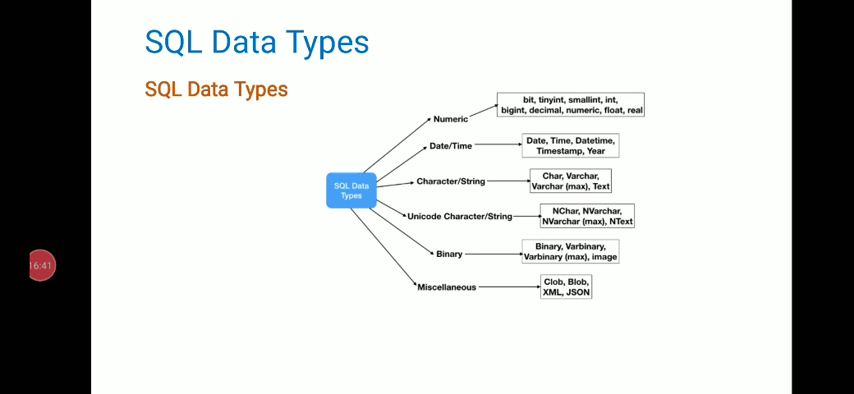 SQL Data Types
SQL Data Types
bit, tinyint, smallint, int,
bigint, decimal, numeric, float, real
Numeric
Date, Time, Datetime,
Timestamp, Year
Date/Time
Char, Varchar,
Varchar (max), Text
Character/String
SQL Data
Types
NChar, NVarchar,
NVarchar (max), NText
Unicode Character/String
Binary, Varbinary,
Varbinary (max), image
Binary
Clob, Blob,
XML, JSON
Miscellaneous
16:41